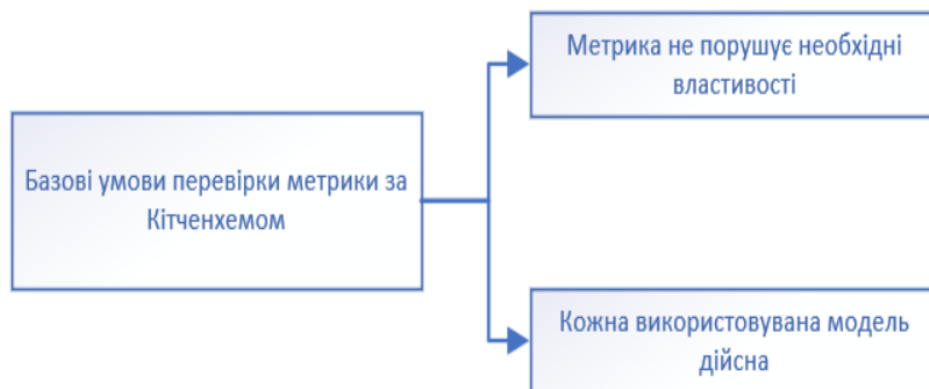 Метрика не порушує необхідні
властивості
Базові умови перевірки метрики за
Кітченхемом
Кожна використовувана модель
дійсна